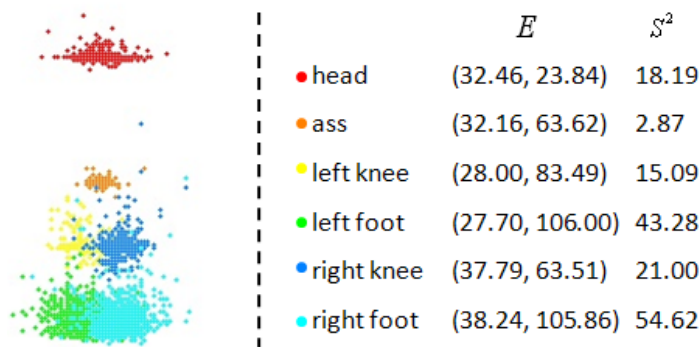 E S²
head (32.46, 23.84) 18.19
ass (32.16, 63.62) 2.87
left knee (28.00, 83.49) 15.09
left foot (27.70, 106.00) 43.28
right knee (37.79, 63.51) 21.00
right foot (38.24, 105.86) 54.62